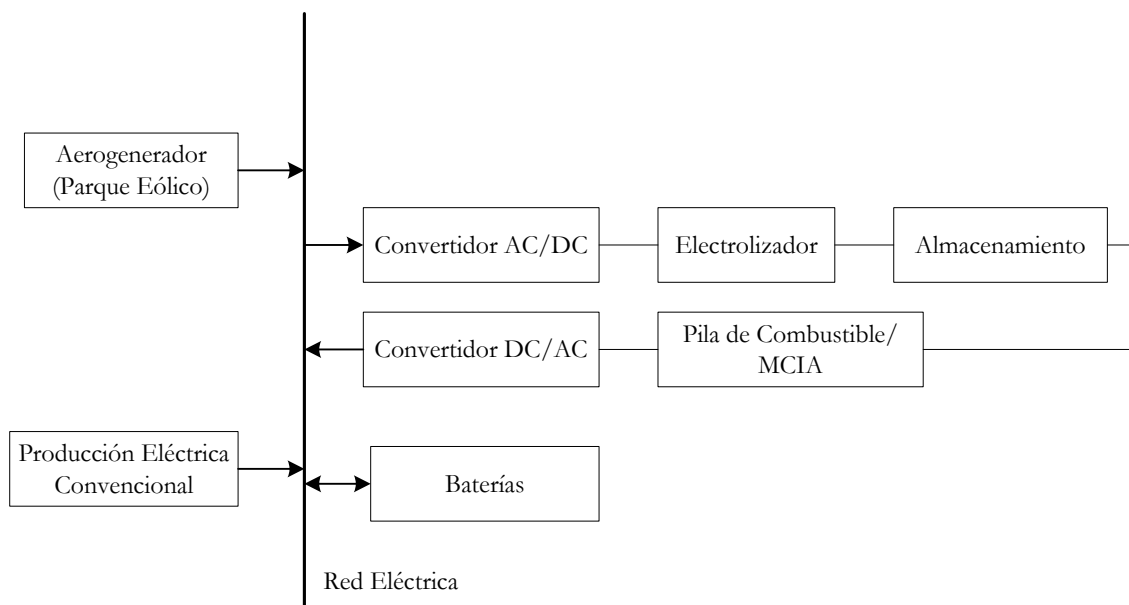 Aerogenerador
(Parque Eólico)
Convertidor AC/DC
Electrolizador
Almacenamiento
Convertidor DC/AC
Pila de Combustible/
MCIA
Producción Eléctrica
Convencional
Baterías
Red Eléctrica